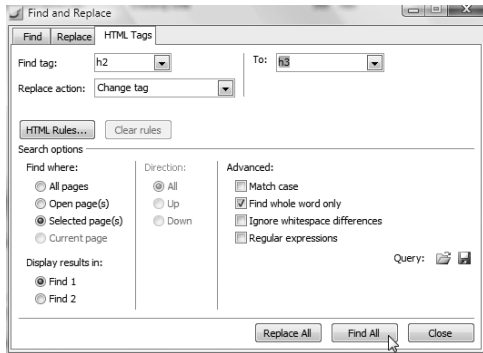 Find and Replace
Find Replace HTML Tags
Find tag: h2 To: h3
Replace action: Change tag
HTML Rules... Clear rules
Search options
Find where: Direction: Advanced:
All pages All Match case
Open page(s) Up Find whole word only
Selected page(s) Down Ignore whitespace differences
Current page Regular expressions
Query:
Display results in:
Find 1
Find 2
Replace All Find All Close